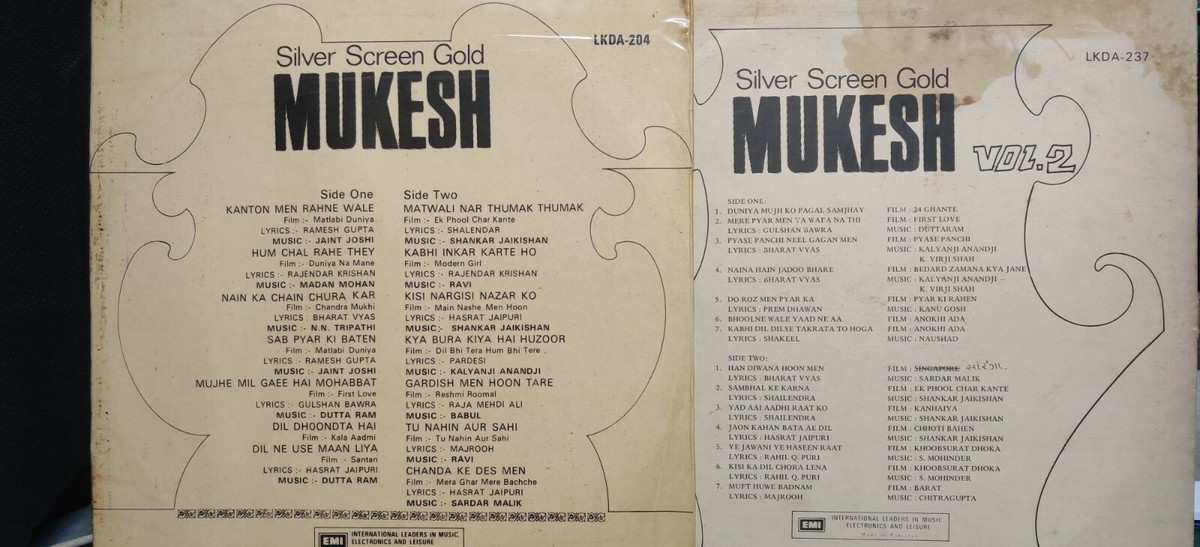 LKDA-204
Silver Screen Gold
MUKESH
Side One
KANTON MEN RAHNE WALE
Film :- Matlabi Duniya
LYRICS :- RAMESH GUPTA
MUSIC :- JAINT JOSHI
HUM CHAL RAHE THEY
Film :- Duniya Na Mane
LYRICS :- RAJENDAR KRISHAN
MUSIC :- MADAN MOHAN
NAIN KA CHAIN CHURA KAR
Film :- Chandra Mukhi
LYRICS: BHARAT VYAS
MUSIC :- N.N. TRIPATHI
SAB PYAR KI BATEN
Film :- Matlabi Duniya
LYRICS :- RAMESH GUPTA
MUSIC :- JAINT JOSHI
MUJHE MIL GAEE HAI MOHABBAT
Film :- First Love
LYRICS :- GULSHAN BAWRA
MUSIC :- DUTTA RAM
DIL DHOONDTA HAI
Film :- Kala Aadmi
DIL NE USE MAAN LIYA
Film :- Santan
LYRICS :- HASRAT JAIPURI
MUSIC :- DUTTA RAM
Side Two
MATWALI NAR THUMAK THUMAK
Film :- Ek Phool Char Kante
LYRICS :- SHALENDAR
MUSIC :- SHANKAR JAIKISHAN
KABHI INKAR KARTE HO
Film :- Modern Girl
LYRICS :- RAJENDAR KRISHAN
MUSIC :- RAVI
KISI NARGISI NAZAR KO
Film :- Main Nashe Men Hoon
LYRICS :- HASRAT JAIPURI
MUSIC :- SHANKAR JAIKISHAN
KYA BURA KIYA HAI HUZOOR
Film :- Dil Bhi Tera Hum Bhi Tere
LYRICS :- PARDESI
MUSIC :- KALYANJI ANANDJI
GARDISH MEN HOON TARE
Film :- Reshmi Roomal
LYRICS :- RAJA MEHDI ALI
MUSIC :- BABUL
TU NAHIN AUR SAHI
Film :- Tu Nahin Aur Sahi
LYRICS :- MAJROOH
MUSIC :- RAVI
CHANDA KE DES MEN
Film :- Mera Ghar Mere Bachche
LYRICS :- HASRAT JAIPURI
MUSIC :- SARDAR MALIK
EMI INTERNATIONAL LEADERS IN MUSIC,
ELECTRONICS AND LEISURE
LKDA-237
Silver Screen Gold
MUKESH VOL.2
SIDE ONE:
1. DUNIYA MUJH KO PAGAL SAMJHAY FILM : 24 GHANTE
2. MERE PYAR MEN YA WAFA NA THI FILM : FIRST LOVE
LYRICS : GULSHAN BAWRA MUSIC : DUTTARAM
3. PYASE PANCHI NEEL GAGAN MEN FILM : PYASE PANCHI
LYRICS : BHARAT VYAS MUSIC : KALYANJI ANANDJI
K. VIRJI SHAH
4. NAINA HAIN JADOO BHARE FILM : BEDARD ZAMANA KYA JANE
LYRICS : BHARAT VYAS MUSIC : KALYANJI ANANDJI –
K. VIRJI SHAH
5. DO ROZ MEN PYAR KA FILM : PYAR KI RAHEN
LYRICS : PREM DHAWAN MUSIC : KANU GOSH
6. BHOOLNE WALE YAAD NE AA FILM : ANOKHI ADA
7. KABHI DIL DILSE TAKRATA TO HOGA FILM : ANOKHI ADA
LYRICS : SHAKEEL MUSIC : NAUSHAD
SIDE TWO:
1. HAN DIWANA HOON MEN FILM : SINGAPORE
LYRICS : BHARAT VYAS MUSIC : SARDAR MALIK
2. SAMBHAL KE KARNA FILM : EK PHOOL CHAR KANTE
LYRICS : SHAILENDRA MUSIC : SHANKAR JAIKISHAN
3. YAD AAI AADHI RAAT KO FILM : KANHAIYA
LYRICS : SHAILENDRA MUSIC : SHANKAR JAIKISHAN
4. JAON KAHAN BATA AE DIL FILM : CHHOTI BAHEN
LYRICS : HASRAT JAIPURI MUSIC : SHANKAR JAIKISHAN
5. YE JAWANI YE HASEEN RAAT FILM : KHOOBSURAT DHOKA
LYRICS : RAHIL Q. PURI MUSIC : S. MOHINDER
6. KISI KA DIL CHORA LENA FILM : KHOOBSURAT DHOKA
LYRICS : RAHIL Q. PURI MUSIC : S. MOHINDER
7. MUFT HUWE BADNAM FILM : BARAT
LYRICS : MAJROOH MUSIC : CHITRAGUPTA
EMI INTERNATIONAL LEADERS IN MUSIC
ELECTRONICS AND LEISURE
Made in Pakistan